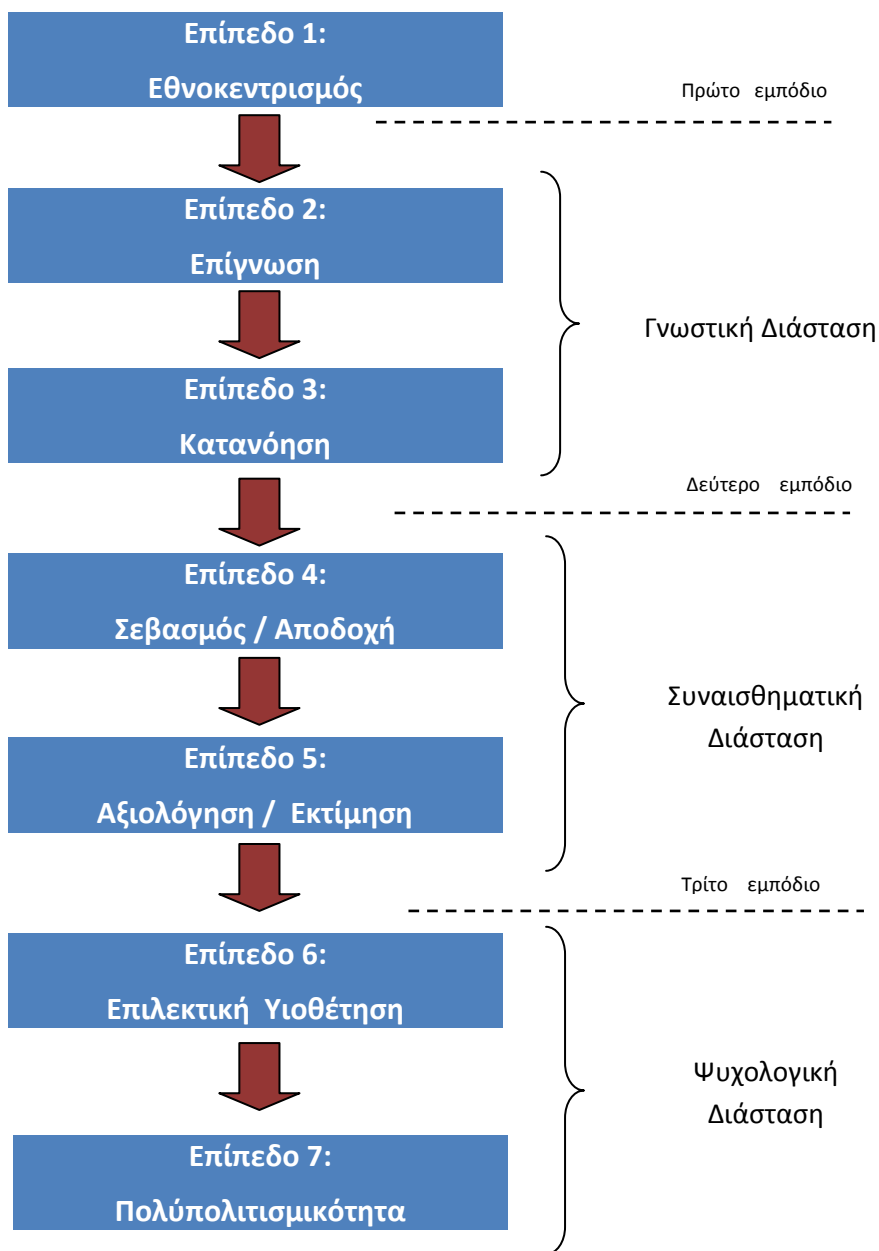 Επίπεδο 1:
Εθνοκεντρισμός
Πρώτο εμπόδιο
Επίπεδο 2:
Επίγνωση
Γνωστική Διάσταση
Επίπεδο 3:
Κατανόηση
Δεύτερο εμπόδιο
Επίπεδο 4:
Σεβασμός / Αποδοχή
Συναισθηματική
Διάσταση
Επίπεδο 5:
Αξιολόγηση / Εκτίμηση
Τρίτο εμπόδιο
Επίπεδο 6:
Επιλεκτική Υιοθέτηση
Ψυχολογική
Διάσταση
Επίπεδο 7:
Πολύπολιτισμικότητα